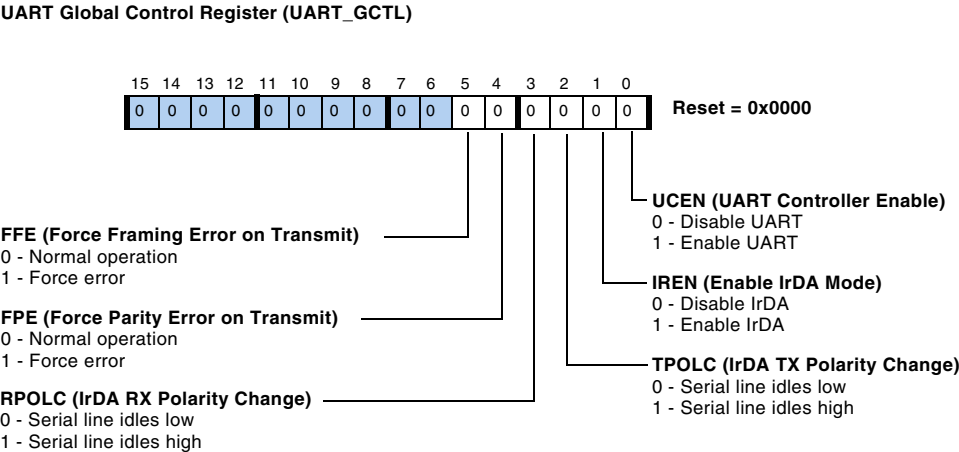 UART Global Control Register (UART_GCTL)
15 14 13 12 11 10 9 8 7 6 5 4 3 2 1 0
0 0 0 0 0 0 0 0 0 0 0 0 0 0 0 0
Reset = 0x0000
FFE (Force Framing Error on Transmit)
0 - Normal operation
1 - Force error
FPE (Force Parity Error on Transmit)
0 - Normal operation
1 - Force error
RPOLC (IrDA RX Polarity Change)
0 - Serial line idles low
1 - Serial line idles high
UCEN (UART Controller Enable)
0 - Disable UART
1 - Enable UART
IREN (Enable IrDA Mode)
0 - Disable IrDA
1 - Enable IrDA
TPOLC (IrDA TX Polarity Change)
0 - Serial line idles low
1 - Serial line idles high